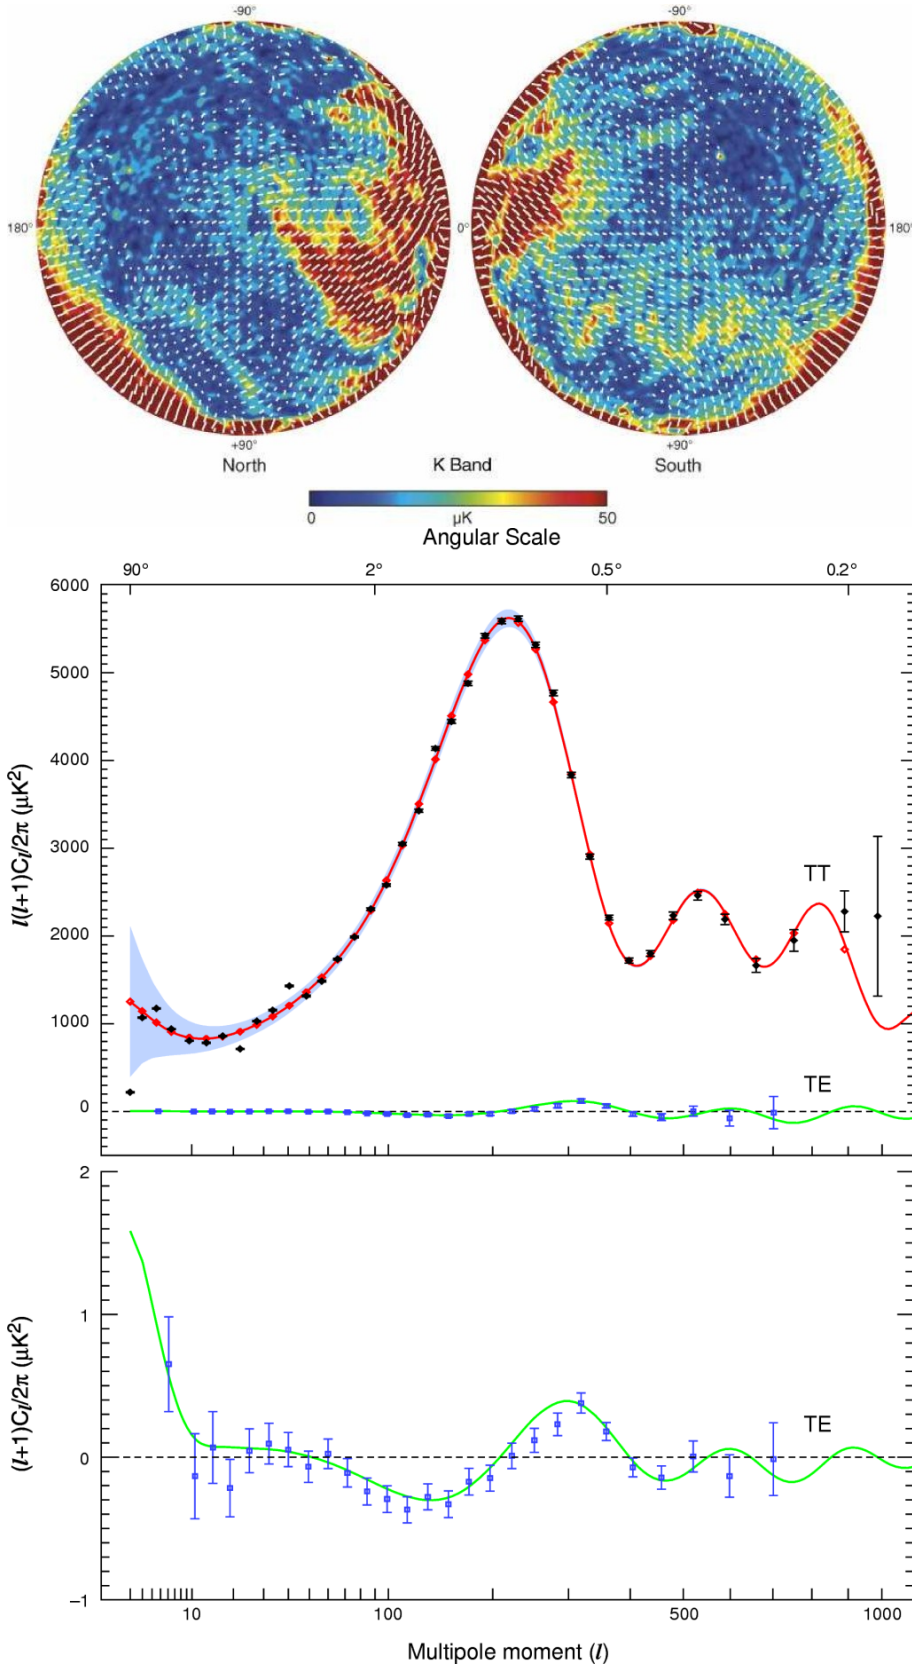 -90°
-90°
180°
0°
180°
+90°
+90°
North
K Band
South
0
µK
50
Angular Scale
90°
2°
0.5°
0.2°
6000
5000
4000
3000
2000
1000
0
l(l+1)Cl/2π (µK²)
TT
TE
2
1
0
−1
(l+1)Cl/2π (µK²)
TE
10
100
500
1000
Multipole moment (l)